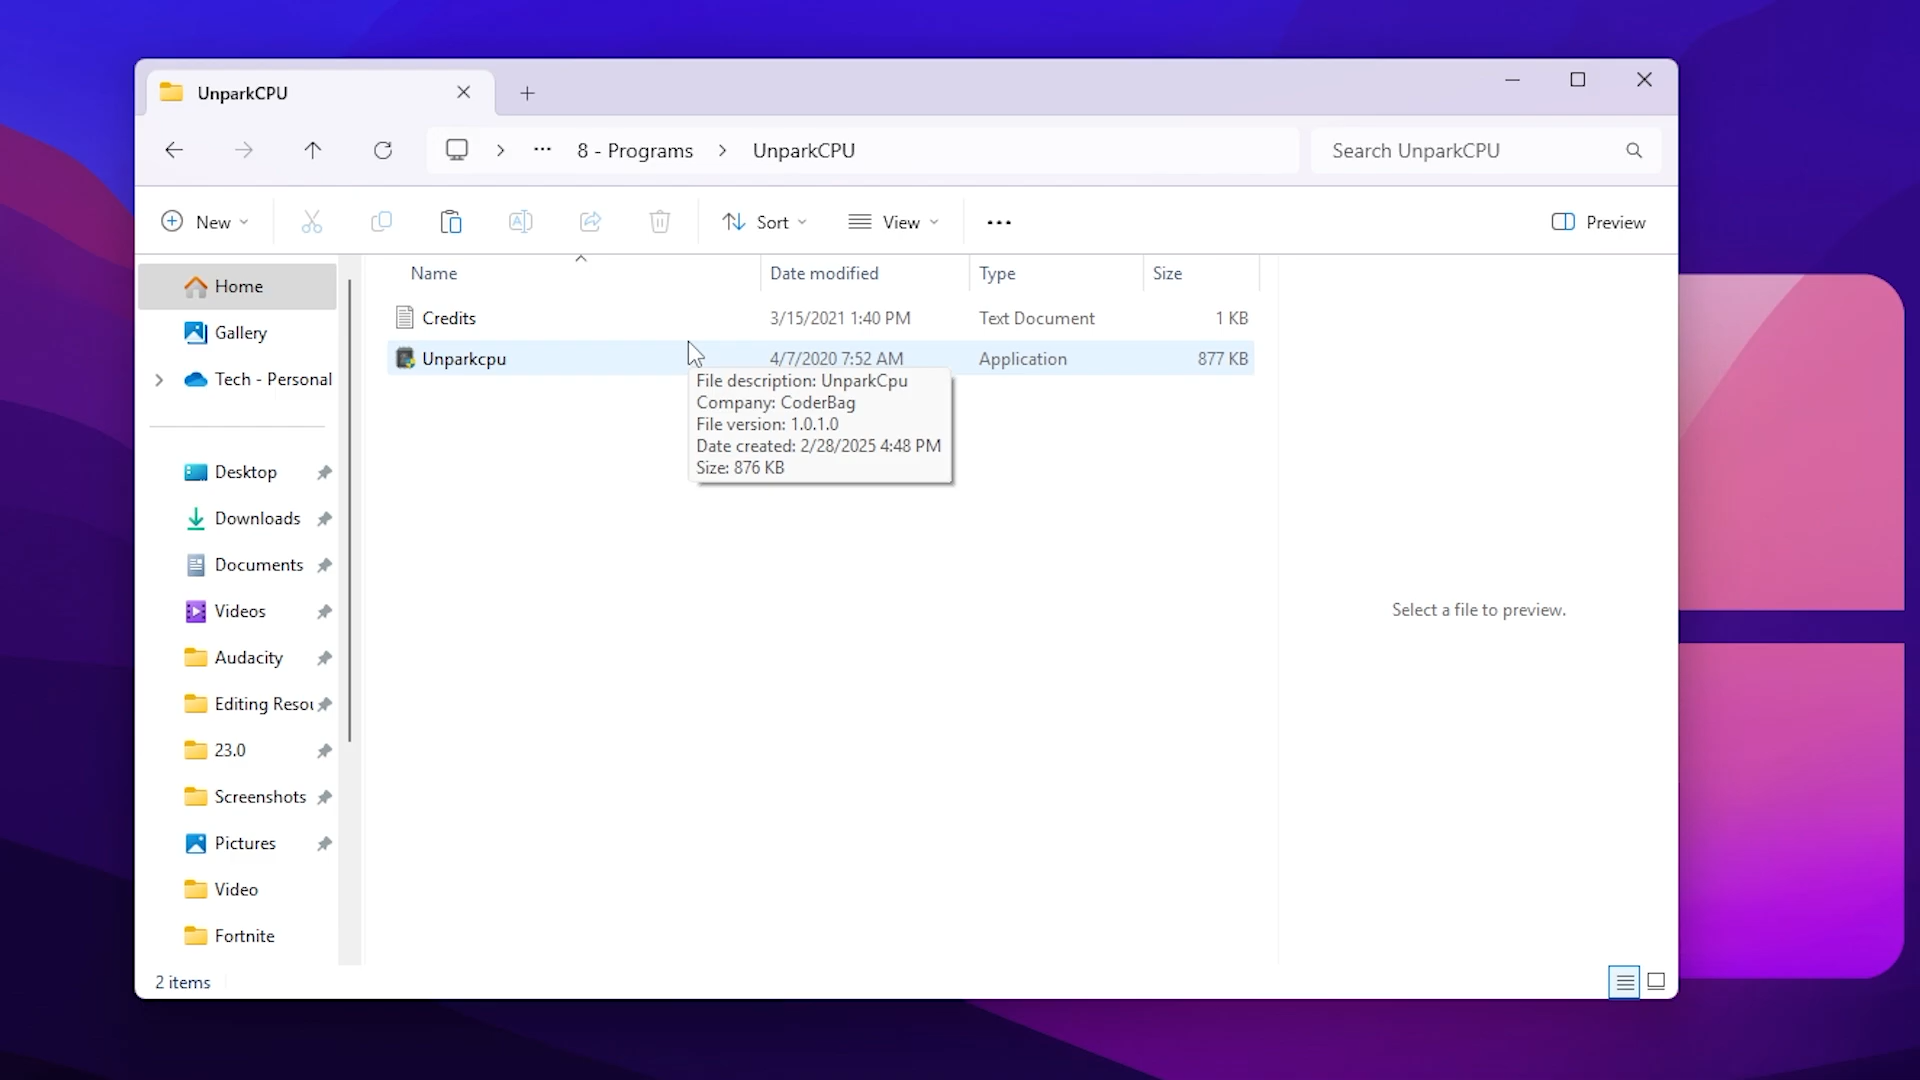 UnparkCPU
8 - Programs > UnparkCPU
Search UnparkCPU
New
Sort
View
Preview
Name
Date modified
Type
Size
Credits
3/15/2021 1:40 PM
Text Document
1 KB
Unparkcpu
4/7/2020 7:52 AM
Application
877 KB
File description: UnparkCpu
Company: CoderBag
File version: 1.0.1.0
Date created: 2/28/2025 4:48 PM
Size: 876 KB
Home
Gallery
Tech - Personal
Desktop
Downloads
Documents
Videos
Audacity
Editing Resou
23.0
Screenshots
Pictures
Video
Fortnite
Select a file to preview.
2 items